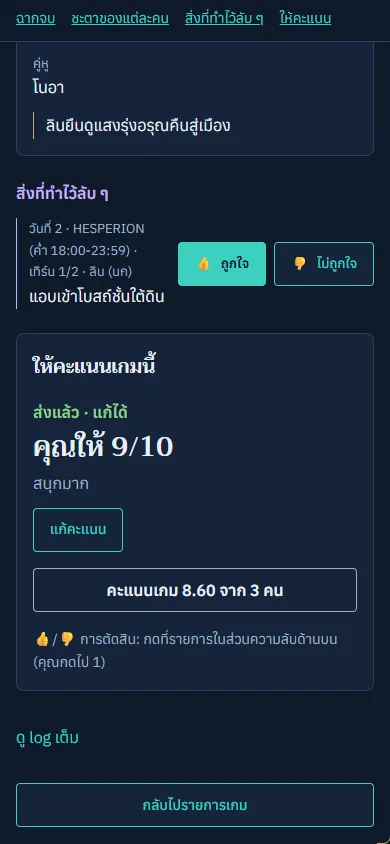 ฉากจบ ชะตาของแต่ละคน สิ่งที่ทำไว้ลับ ๆ ให้คะแนน
คู่หู
โนอา
ลินยืนดูแสงรุ่งอรุณคืนสู่เมือง
สิ่งที่ทำไว้ลับ ๆ
วันที่ 2 · HESPERION
(ค่ำ 18:00-23:59) ·
เทิร์น 1/2 · ลิน (นก)
แอบเข้าโบสถ์ชั้นใต้ดิน
👍 ถูกใจ
👎 ไม่ถูกใจ
ให้คะแนนเกมนี้
ส่งแล้ว · แก้ได้
คุณให้ 9/10
สนุกมาก
แก้คะแนน
คะแนนเกม 8.60 จาก 3 คน
👍/👎 การตัดสิน: กดที่รายการในส่วนความลับด้านบน
(คุณกดไป 1)
ดู log เต็ม
กลับไปรายการเกม